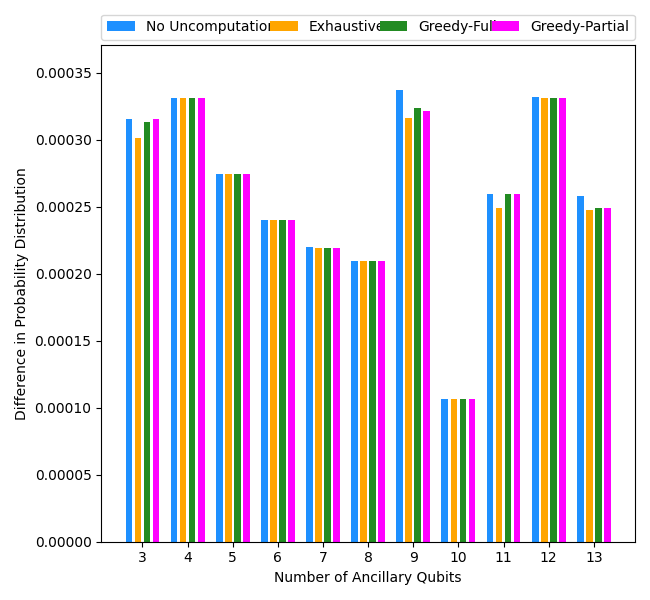 No Uncomputation Exhaustive Greedy-Full Greedy-Partial
0.00035
0.00030
0.00025
0.00020
0.00015
0.00010
0.00005
0.00000
Difference in Probability Distribution
3 4 5 6 7 8 9 10 11 12 13
Number of Ancillary Qubits